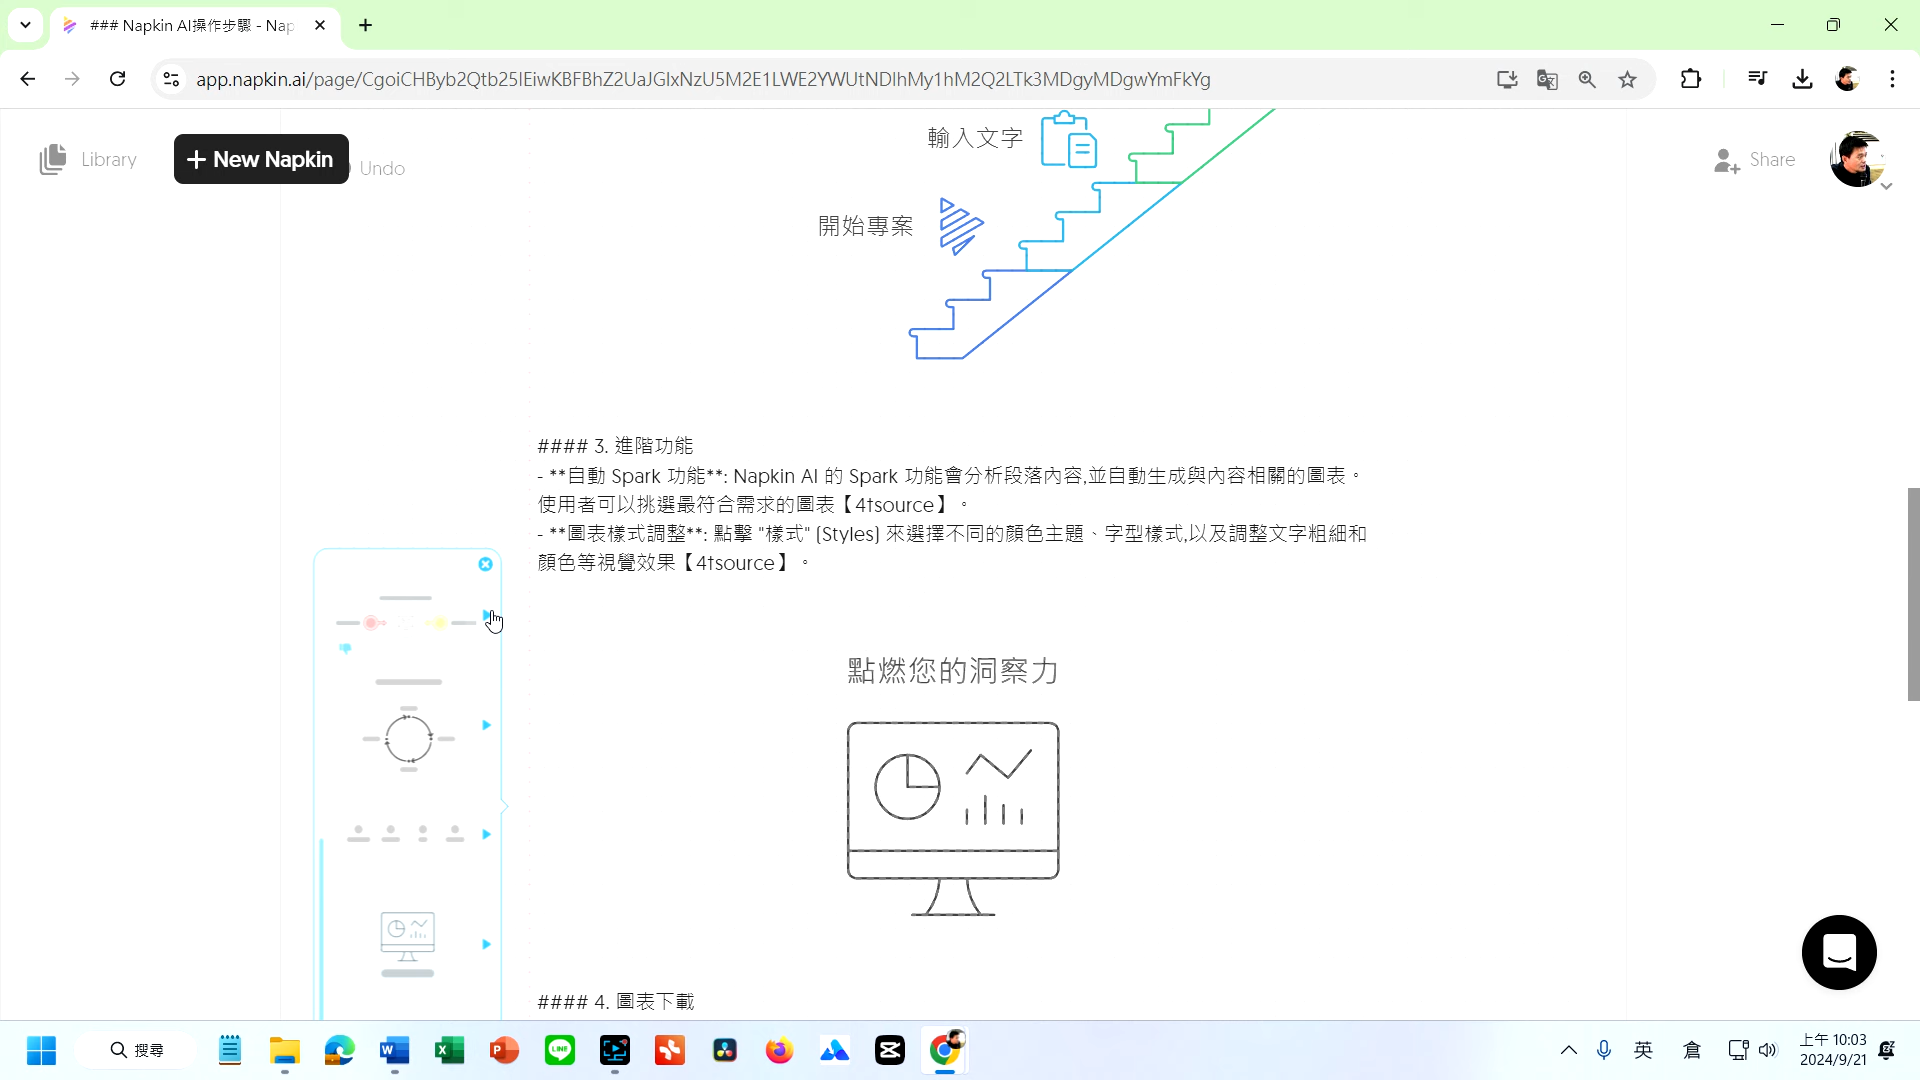 ### Napkin AI操作步驟 - Nap
app.napkin.ai/page/CgoiCHByb2Qtb25lEiwKBFBhZ2UaJGIxNzU5M2E1LWE2YWUtNDlhMy1hM2Q2LTk3MDgyMDgwYmFkYg
Library
+ New Napkin
Undo
Share
輸入文字
開始專案
#### 3. 進階功能
- **自動 Spark 功能**: Napkin AI 的 Spark 功能會分析段落內容,並自動生成與內容相關的圖表。
使用者可以挑選最符合需求的圖表【4†source】。
- **圖表樣式調整**: 點擊 "樣式" (Styles) 來選擇不同的顏色主題、字型樣式,以及調整文字粗細和
顏色等視覺效果【4†source】。
點燃您的洞察力
#### 4. 圖表下載
搜尋
英
倉
上午 10:03
2024/9/21